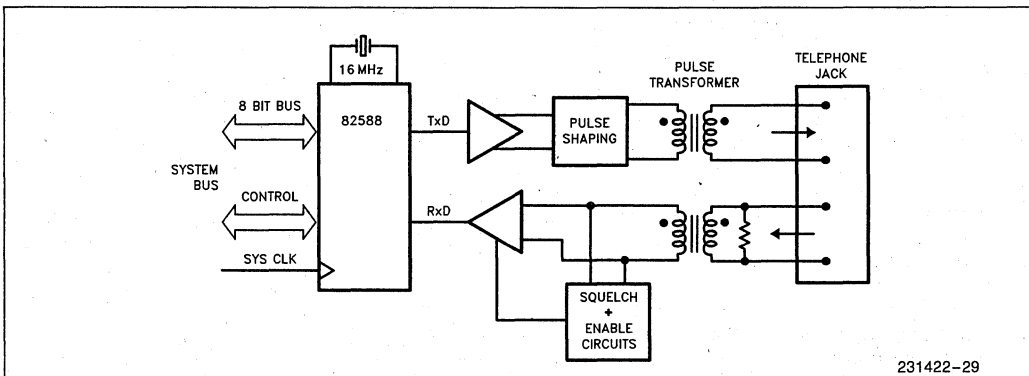 16 MHz
8 BIT BUS
82588
TxD
PULSE
SHAPING
PULSE
TRANSFORMER
TELEPHONE
JACK
SYSTEM
BUS
CONTROL
RxD
SYS CLK
SQUELCH
+
ENABLE
CIRCUITS
231422-29